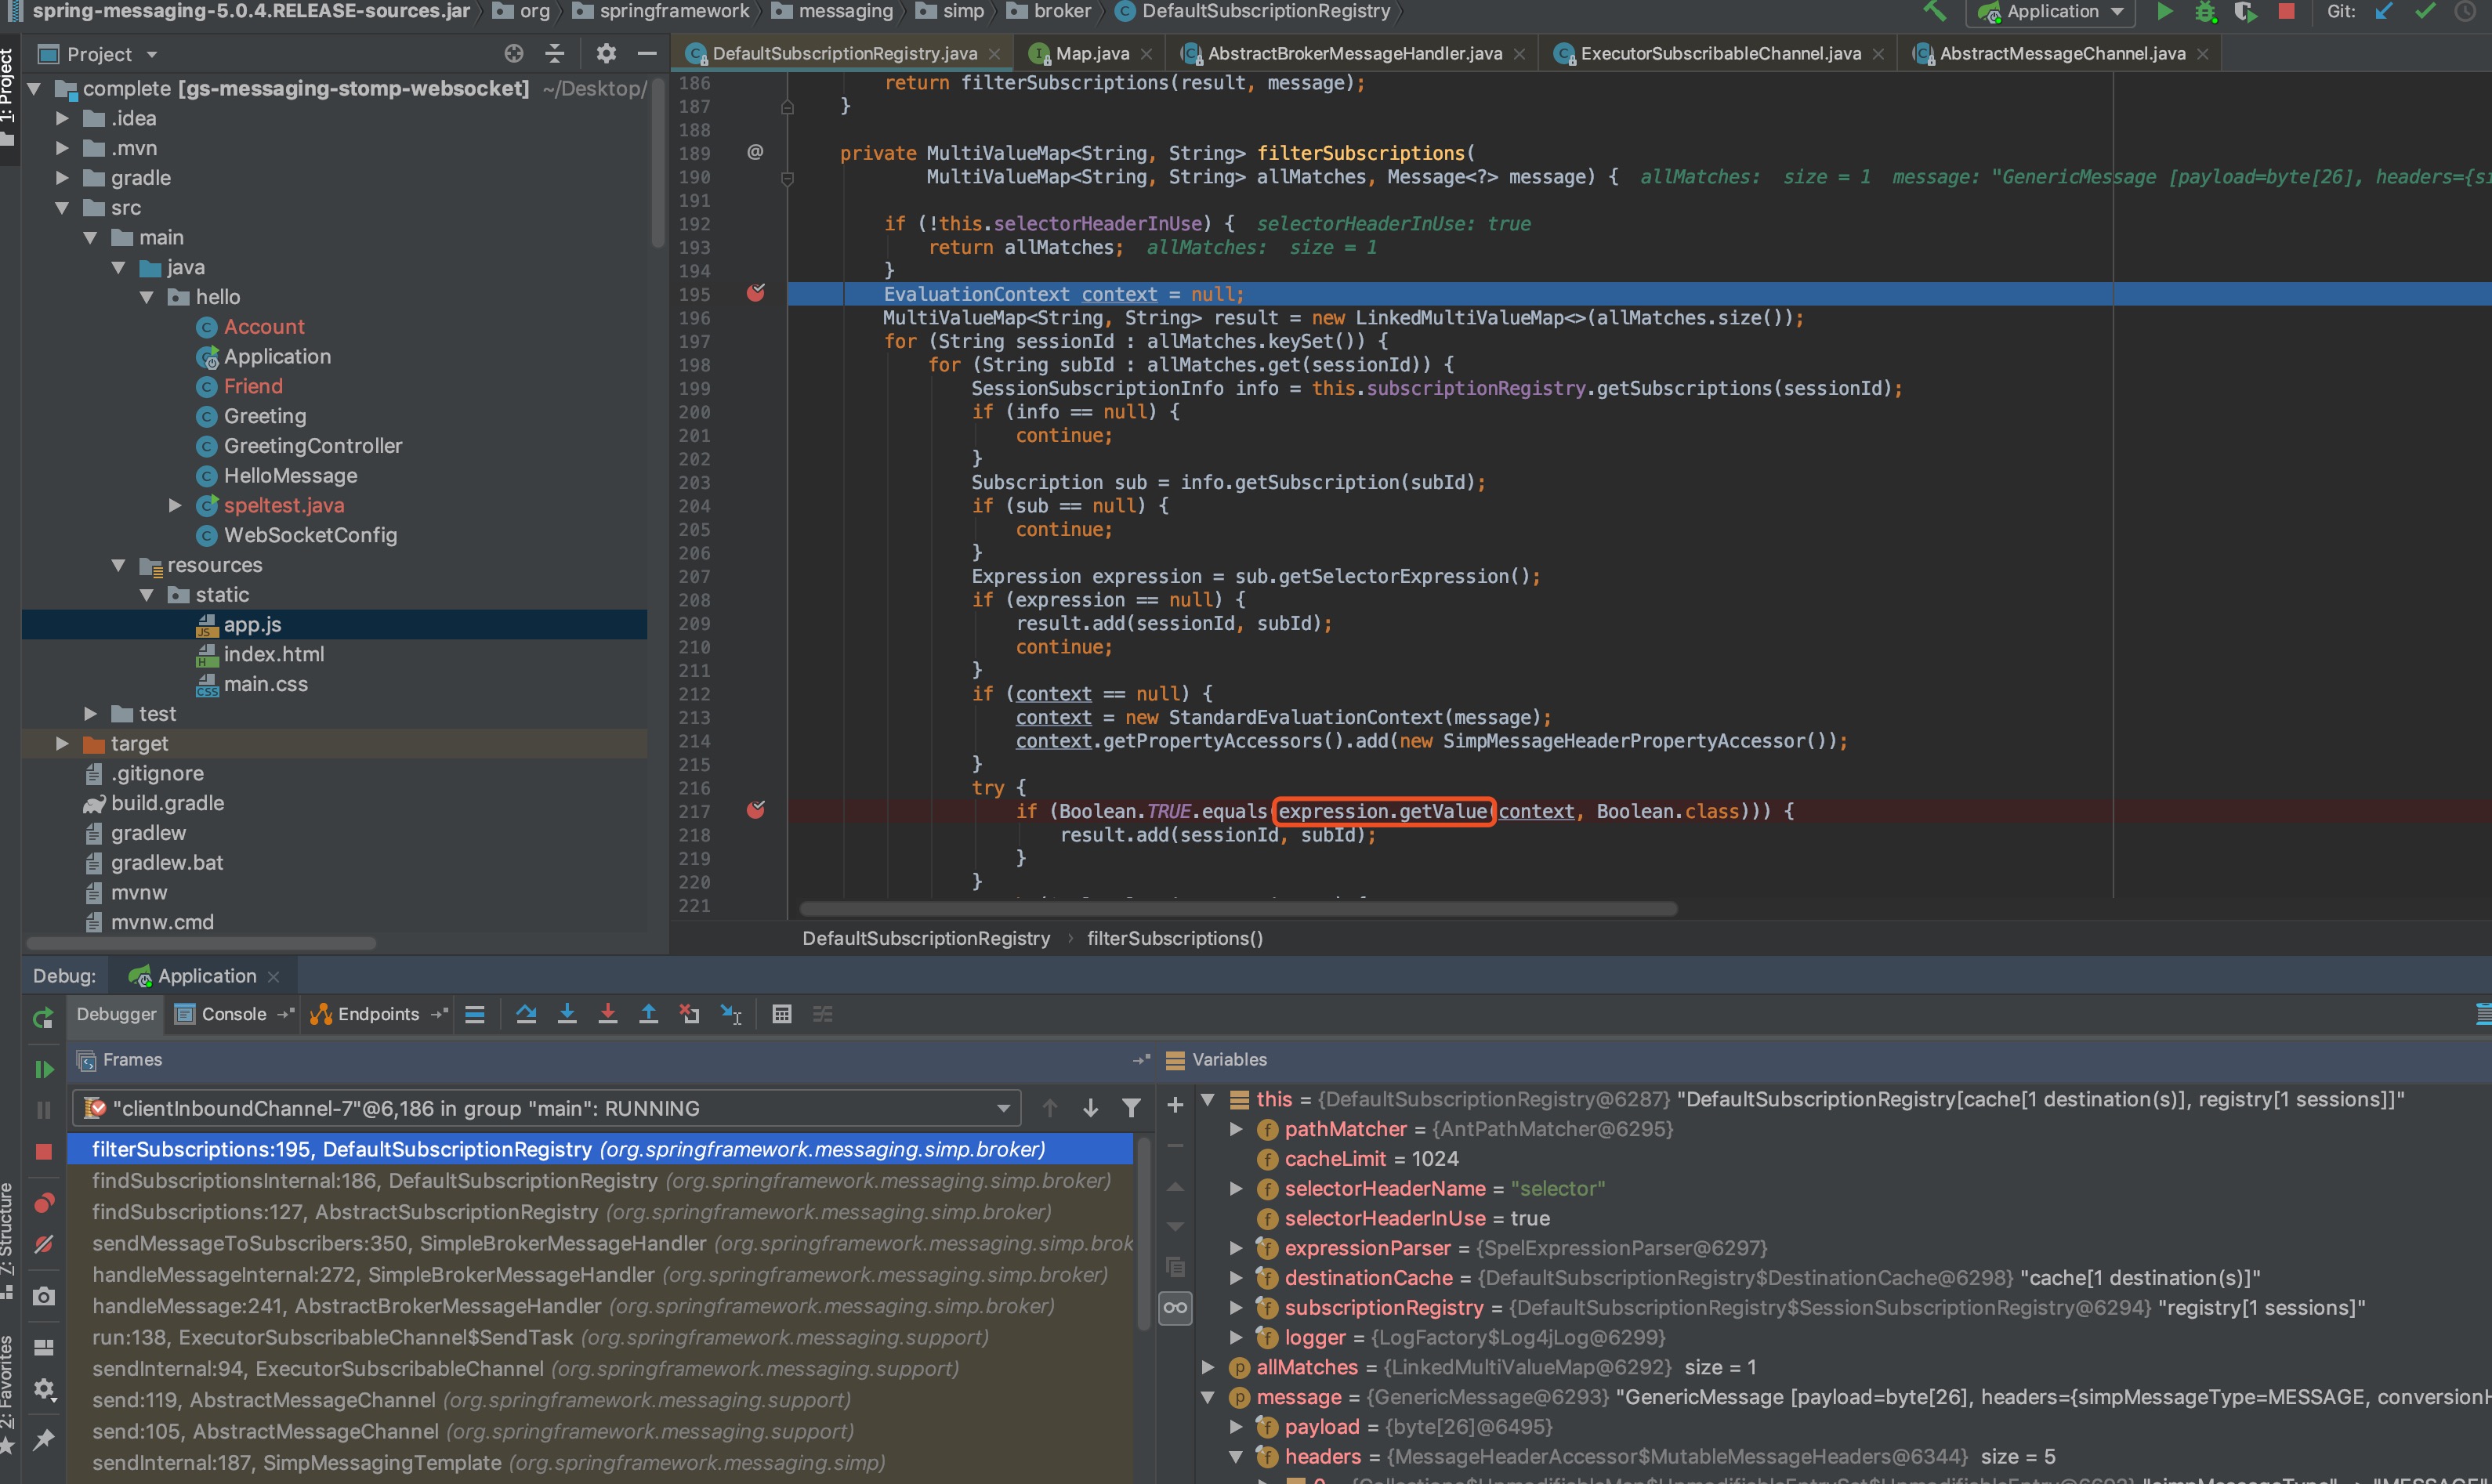 spring-messaging-5.0.4.RELEASE-sources.jar org springframework messaging simp broker DefaultSubscriptionRegistry
Application Git:
Project
DefaultSubscriptionRegistry.java Map.java AbstractBrokerMessageHandler.java ExecutorSubscribableChannel.java AbstractMessageChannel.java
1: Project
complete [gs-messaging-stomp-websocket] ~/Desktop/
.idea
.mvn
gradle
src
main
java
hello
Account
Application
Friend
Greeting
GreetingController
HelloMessage
speltest.java
WebSocketConfig
resources
static
app.js
index.html
main.css
test
target
.gitignore
build.gradle
gradlew
gradlew.bat
mvnw
mvnw.cmd
186 return filterSubscriptions(result, message);
187 }
188
189 @ private MultiValueMap<String, String> filterSubscriptions(
190 MultiValueMap<String, String> allMatches, Message<?> message) { allMatches: size = 1 message: "GenericMessage [payload=byte[26], headers={si
191
192 if (!this.selectorHeaderInUse) { selectorHeaderInUse: true
193 return allMatches; allMatches: size = 1
194 }
195 EvaluationContext context = null;
196 MultiValueMap<String, String> result = new LinkedMultiValueMap<>(allMatches.size());
197 for (String sessionId : allMatches.keySet()) {
198 for (String subId : allMatches.get(sessionId)) {
199 SessionSubscriptionInfo info = this.subscriptionRegistry.getSubscriptions(sessionId);
200 if (info == null) {
201 continue;
202 }
203 Subscription sub = info.getSubscription(subId);
204 if (sub == null) {
205 continue;
206 }
207 Expression expression = sub.getSelectorExpression();
208 if (expression == null) {
209 result.add(sessionId, subId);
210 continue;
211 }
212 if (context == null) {
213 context = new StandardEvaluationContext(message);
214 context.getPropertyAccessors().add(new SimpMessageHeaderPropertyAccessor());
215 }
216 try {
217 if (Boolean.TRUE.equals(expression.getValue(context, Boolean.class))) {
218 result.add(sessionId, subId);
219 }
220 }
221
DefaultSubscriptionRegistry › filterSubscriptions()
Debug: Application
Debugger Console Endpoints
Frames
"clientInboundChannel-7"@6,186 in group "main": RUNNING
filterSubscriptions:195, DefaultSubscriptionRegistry (org.springframework.messaging.simp.broker)
findSubscriptionsInternal:186, DefaultSubscriptionRegistry (org.springframework.messaging.simp.broker)
findSubscriptions:127, AbstractSubscriptionRegistry (org.springframework.messaging.simp.broker)
sendMessageToSubscribers:350, SimpleBrokerMessageHandler (org.springframework.messaging.simp.brok
handleMessageInternal:272, SimpleBrokerMessageHandler (org.springframework.messaging.simp.broker)
handleMessage:241, AbstractBrokerMessageHandler (org.springframework.messaging.simp.broker)
run:138, ExecutorSubscribableChannel$SendTask (org.springframework.messaging.support)
sendInternal:94, ExecutorSubscribableChannel (org.springframework.messaging.support)
send:119, AbstractMessageChannel (org.springframework.messaging.support)
send:105, AbstractMessageChannel (org.springframework.messaging.support)
sendInternal:187, SimpMessagingTemplate (org.springframework.messaging.simp)
Variables
this = {DefaultSubscriptionRegistry@6287} "DefaultSubscriptionRegistry[cache[1 destination(s)], registry[1 sessions]]"
pathMatcher = {AntPathMatcher@6295}
cacheLimit = 1024
selectorHeaderName = "selector"
selectorHeaderInUse = true
expressionParser = {SpelExpressionParser@6297}
destinationCache = {DefaultSubscriptionRegistry$DestinationCache@6298} "cache[1 destination(s)]"
subscriptionRegistry = {DefaultSubscriptionRegistry$SessionSubscriptionRegistry@6294} "registry[1 sessions]"
logger = {LogFactory$Log4jLog@6299}
allMatches = {LinkedMultiValueMap@6292} size = 1
message = {GenericMessage@6293} "GenericMessage [payload=byte[26], headers={simpMessageType=MESSAGE, conversionH
payload = {byte[26]@6495}
headers = {MessageHeaderAccessor$MutableMessageHeaders@6344} size = 5
7: Structure
2: Favorites